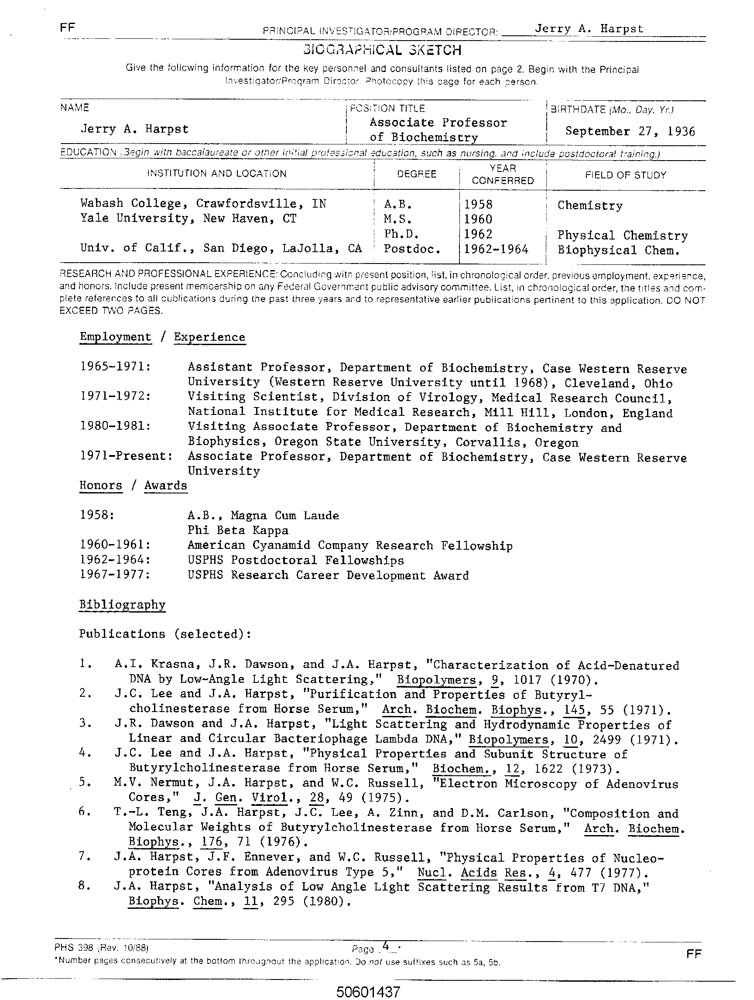 FF
PRINCIPAL INVESTIGATOR/PROGRAM DIRECTOR: Jerry A. Harpst
BIOGRAPHICAL SKETCH
Give the following information for the key personnel and consultants listed on page 2. Begin with the Principal
Investigator/Program Director. Photocopy this page for each person.
NAME POSITION TITLE BIRTHDATE (Mo., Day, Yr.)
Jerry A. Harpst Associate Professor of Biochemistry September 27, 1936
EDUCATION (Begin with baccalaureate or other initial professional education, such as nursing, and include postdoctoral training.)
INSTITUTION AND LOCATION DEGREE YEAR CONFERRED FIELD OF STUDY
Wabash College, Crawfordsville, IN A.B. 1958 Chemistry
Yale University, New Haven, CT M.S. 1960
Ph.D. 1962 Physical Chemistry
Univ. of Calif., San Diego, LaJolla, CA Postdoc. 1962-1964 Biophysical Chem.
RESEARCH AND PROFESSIONAL EXPERIENCE: Concluding with present position, list, in chronological order, previous employment, experience,
and honors. Include present membership on any Federal Government public advisory committee. List, in chronological order, the titles and com-
plete references to all publications during the past three years and to representative earlier publications pertinent to this application. DO NOT
EXCEED TWO PAGES.
Employment / Experience
1965-1971: Assistant Professor, Department of Biochemistry, Case Western Reserve
University (Western Reserve University until 1968), Cleveland, Ohio
1971-1972: Visiting Scientist, Division of Virology, Medical Research Council,
National Institute for Medical Research, Mill Hill, London, England
1980-1981: Visiting Associate Professor, Department of Biochemistry and
Biophysics, Oregon State University, Corvallis, Oregon
1971-Present: Associate Professor, Department of Biochemistry, Case Western Reserve
University
Honors / Awards
1958: A.B., Magna Cum Laude
Phi Beta Kappa
1960-1961: American Cyanamid Company Research Fellowship
1962-1964: USPHS Postdoctoral Fellowships
1967-1977: USPHS Research Career Development Award
Bibliography
Publications (selected):
1. A.I. Krasna, J.R. Dawson, and J.A. Harpst, "Characterization of Acid-Denatured
DNA by Low-Angle Light Scattering," Biopolymers, 9, 1017 (1970).
2. J.C. Lee and J.A. Harpst, "Purification and Properties of Butyryl-
cholinesterase from Horse Serum," Arch. Biochem. Biophys., 145, 55 (1971).
3. J.R. Dawson and J.A. Harpst, "Light Scattering and Hydrodynamic Properties of
Linear and Circular Bacteriophage Lambda DNA," Biopolymers, 10, 2499 (1971).
4. J.C. Lee and J.A. Harpst, "Physical Properties and Subunit Structure of
Butyrylcholinesterase from Horse Serum," Biochem., 12, 1622 (1973).
5. M.V. Nermut, J.A. Harpst, and W.C. Russell, "Electron Microscopy of Adenovirus
Cores," J. Gen. Virol., 28, 49 (1975).
6. T.-L. Teng, J.A. Harpst, J.C. Lee, A. Zinn, and D.M. Carlson, "Composition and
Molecular Weights of Butyrylcholinesterase from Horse Serum," Arch. Biochem.
Biophys., 176, 71 (1976).
7. J.A. Harpst, J.F. Ennever, and W.C. Russell, "Physical Properties of Nucleo-
protein Cores from Adenovirus Type 5," Nucl. Acids Res., 4, 477 (1977).
8. J.A. Harpst, "Analysis of Low Angle Light Scattering Results from T7 DNA,"
Biophys. Chem., 11, 295 (1980).
PHS 398 (Rev. 10/88) Page 4 * FF
*Number pages consecutively at the bottom throughout the application. Do not use suffixes such as 5a, 5b.
50601437